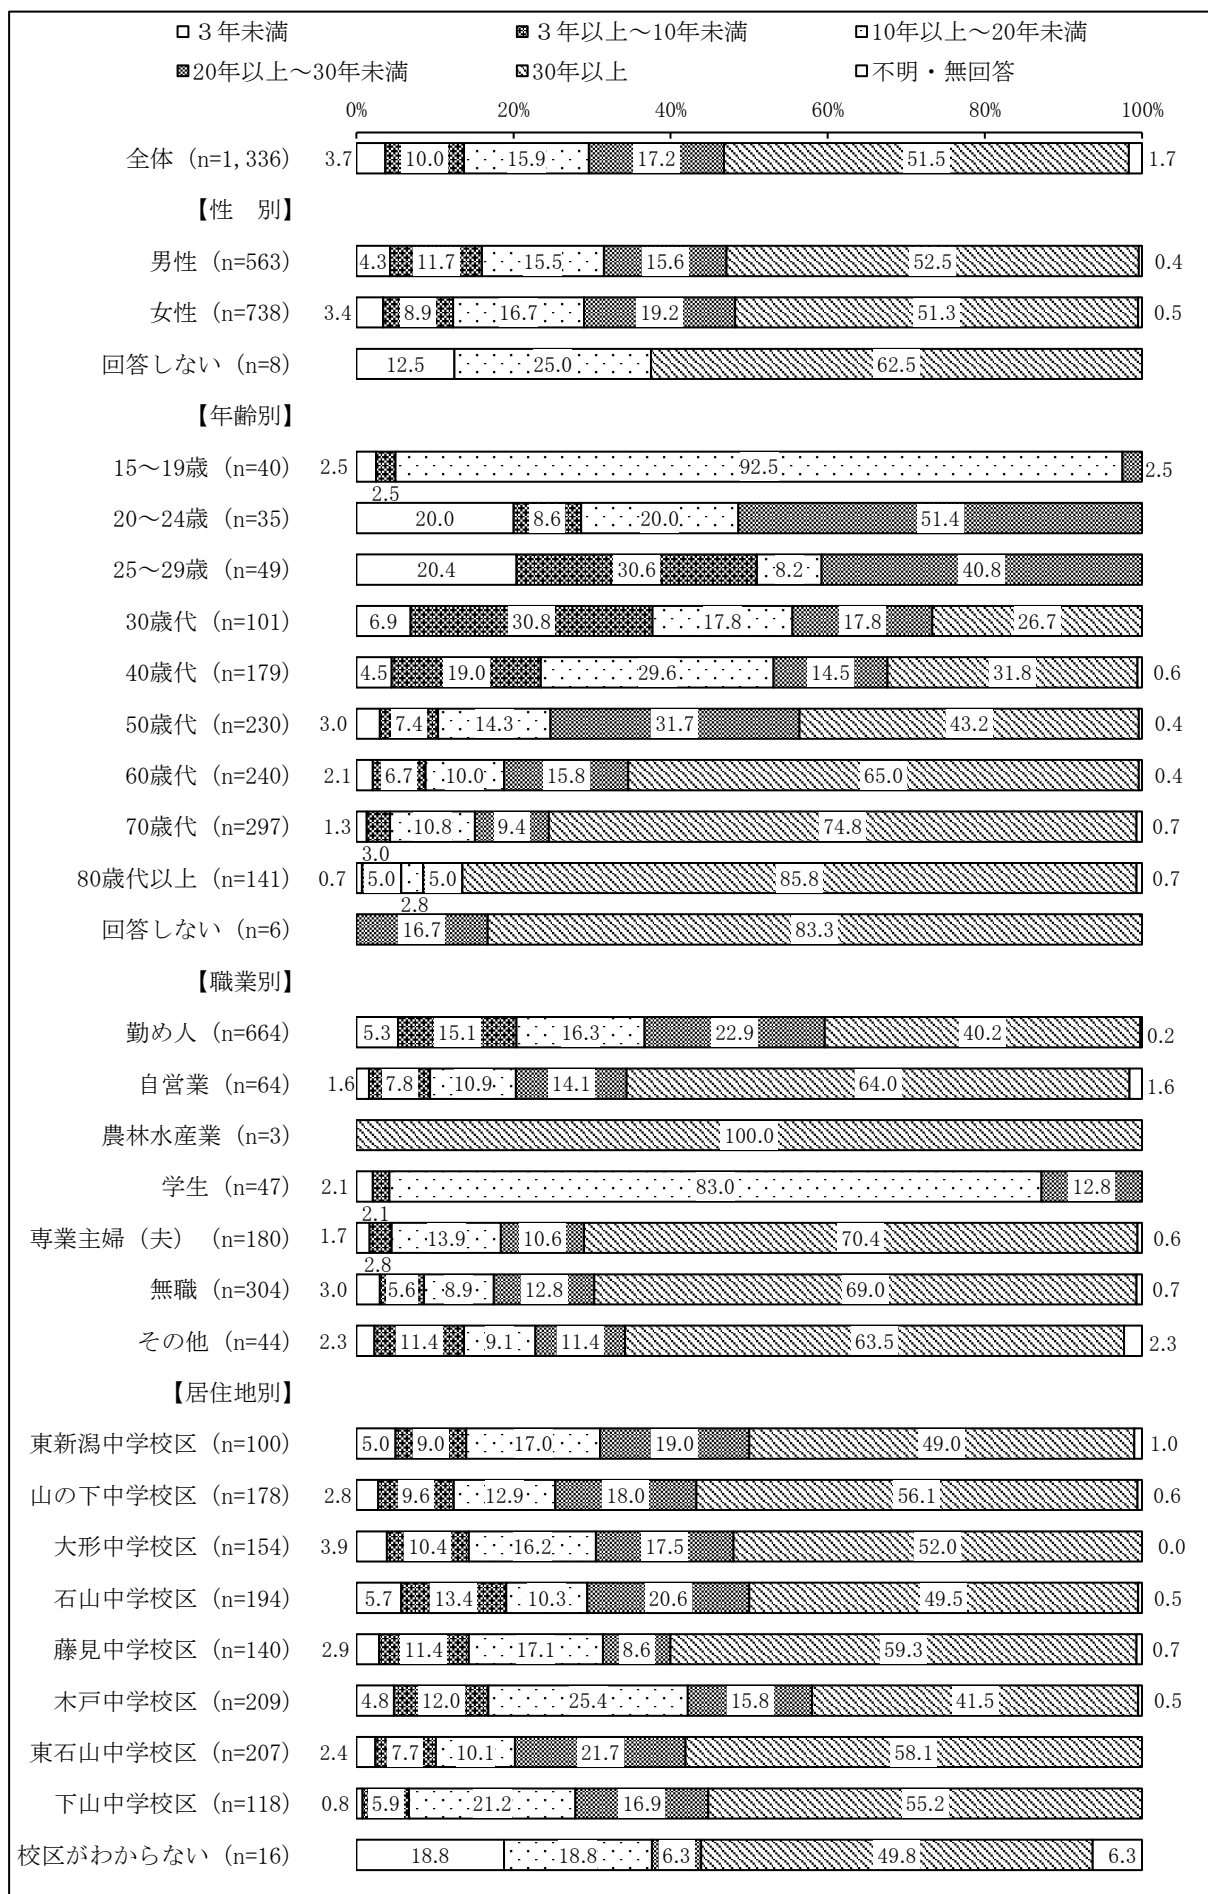 ３年未満 ３年以上～10年未満 10年以上～20年未満
20年以上～30年未満 30年以上 不明・無回答
0% 20% 40% 60% 80% 100%
全体 (n=1,336) 3.7 10.0 15.9 17.2 51.5 1.7
【性　別】
男性 (n=563) 4.3 11.7 15.5 15.6 52.5 0.4
女性 (n=738) 3.4 8.9 16.7 19.2 51.3 0.5
回答しない (n=8) 12.5 25.0 62.5
【年齢別】
15～19歳 (n=40) 2.5 92.5 2.5
2.5
20～24歳 (n=35) 20.0 8.6 20.0 51.4
25～29歳 (n=49) 20.4 30.6 8.2 40.8
30歳代 (n=101) 6.9 30.8 17.8 17.8 26.7
40歳代 (n=179) 4.5 19.0 29.6 14.5 31.8 0.6
50歳代 (n=230) 3.0 7.4 14.3 31.7 43.2 0.4
60歳代 (n=240) 2.1 6.7 10.0 15.8 65.0 0.4
70歳代 (n=297) 1.3 10.8 9.4 74.8 0.7
3.0
80歳代以上 (n=141) 0.7 5.0 5.0 85.8 0.7
2.8
回答しない (n=6) 16.7 83.3
【職業別】
勤め人 (n=664) 5.3 15.1 16.3 22.9 40.2 0.2
自営業 (n=64) 1.6 7.8 10.9 14.1 64.0 1.6
農林水産業 (n=3) 100.0
学生 (n=47) 2.1 83.0 12.8
2.1
専業主婦（夫） (n=180) 1.7 13.9 10.6 70.4 0.6
2.8
無職 (n=304) 3.0 5.6 8.9 12.8 69.0 0.7
その他 (n=44) 2.3 11.4 9.1 11.4 63.5 2.3
【居住地別】
東新潟中学校区 (n=100) 5.0 9.0 17.0 19.0 49.0 1.0
山の下中学校区 (n=178) 2.8 9.6 12.9 18.0 56.1 0.6
大形中学校区 (n=154) 3.9 10.4 16.2 17.5 52.0 0.0
石山中学校区 (n=194) 5.7 13.4 10.3 20.6 49.5 0.5
藤見中学校区 (n=140) 2.9 11.4 17.1 8.6 59.3 0.7
木戸中学校区 (n=209) 4.8 12.0 25.4 15.8 41.5 0.5
東石山中学校区 (n=207) 2.4 7.7 10.1 21.7 58.1
下山中学校区 (n=118) 0.8 5.9 21.2 16.9 55.2
校区がわからない (n=16) 18.8 18.8 6.3 49.8 6.3